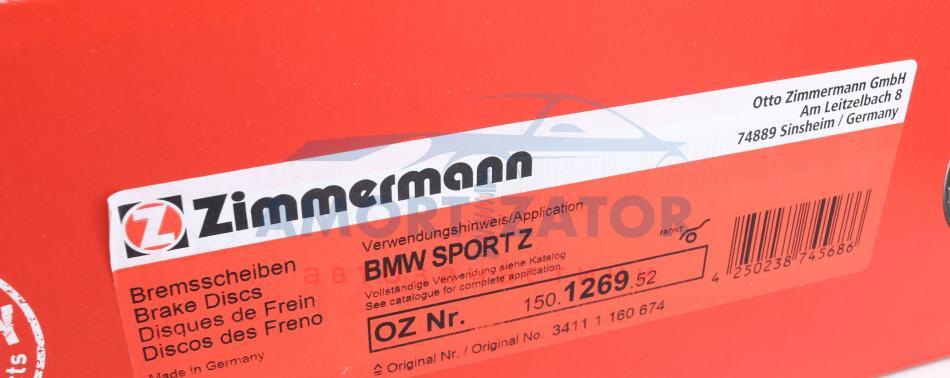 Otto Zimmermann GmbH
Am Leitzelbach 8
74889 Sinsheim / Germany
Z Zimmermann
Bremsscheiben
Brake Discs
Disques de Frein
Discos des Freno
Made in Germany
Verwendungshinweis/Application
BMW SPORT Z
Vollständige Verwendung siehe Katalog
See catalogue for complete application
OZ Nr. 150.1269.52
≙ Original Nr. / Original No. 3411 1 160 674
FRONT
4 250238 745686
AMORTIZATOR